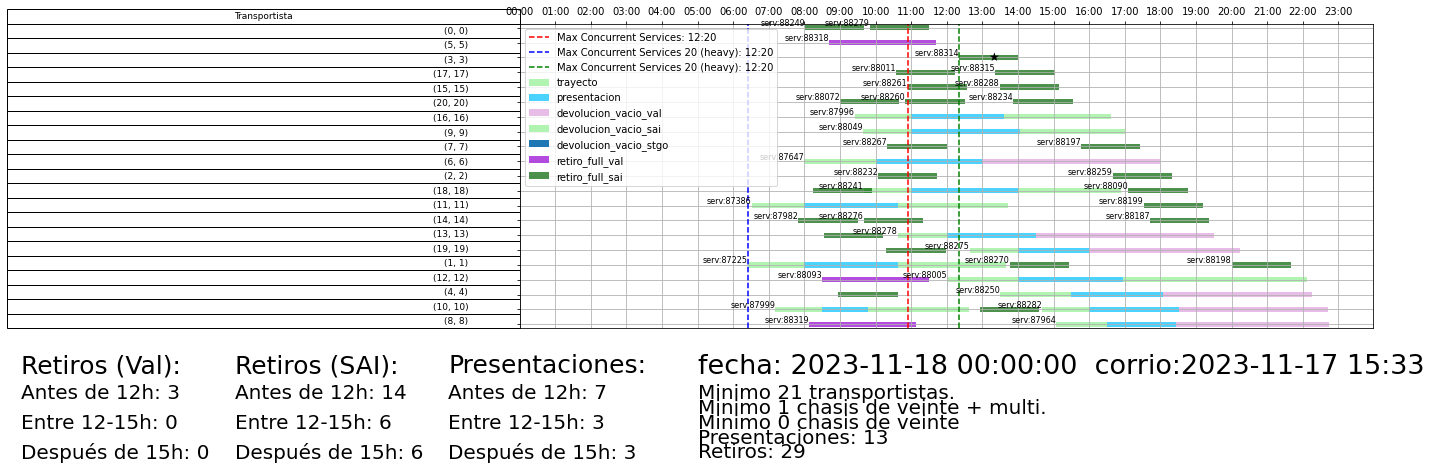 Transportista
00:00 01:00 02:00 03:00 04:00 05:00 06:00 07:00 08:00 09:00 10:00 11:00 12:00 13:00 14:00 15:00 16:00 17:00 18:00 19:00 20:00 21:00 22:00 23:00
(0, 0) serv:88249 serv:88279
(5, 5) serv:88318
(3, 3) serv:88314
(17, 17) serv:88011 serv:88315
(15, 15) serv:88261 serv:88288
(20, 20) serv:88072 serv:88260 serv:88234
(16, 16) serv:87996
(9, 9) serv:88049
(7, 7) serv:88267 serv:88197
(6, 6) serv:87647
(2, 2) serv:88232 serv:88259
(18, 18) serv:88241 serv:88090
(11, 11) serv:87386 serv:88199
(14, 14) serv:87982 serv:88276 serv:88187
(13, 13) serv:88278
(19, 19) serv:88275
(1, 1) serv:87225 serv:88270 serv:88198
(12, 12) serv:88093 serv:88005
(4, 4) serv:88250
(10, 10) serv:87999 serv:88282
(8, 8) serv:88319 serv:87964
Max Concurrent Services: 12:20
Max Concurrent Services 20 (heavy): 12:20
Max Concurrent Services 20 (heavy): 12:20
trayecto
presentacion
devolucion_vacio_val
devolucion_vacio_sai
devolucion_vacio_stgo
retiro_full_val
retiro_full_sai
Retiros (Val):
Antes de 12h: 3
Entre 12-15h: 0
Después de 15h: 0
Retiros (SAI):
Antes de 12h: 14
Entre 12-15h: 6
Después de 15h: 6
Presentaciones:
Antes de 12h: 7
Entre 12-15h: 3
Después de 15h: 3
fecha: 2023-11-18 00:00:00 corrio:2023-11-17 15:33
Minimo 21 transportistas.
Minimo 1 chasis de veinte + multi.
Minimo 0 chasis de veinte
Presentaciones: 13
Retiros: 29